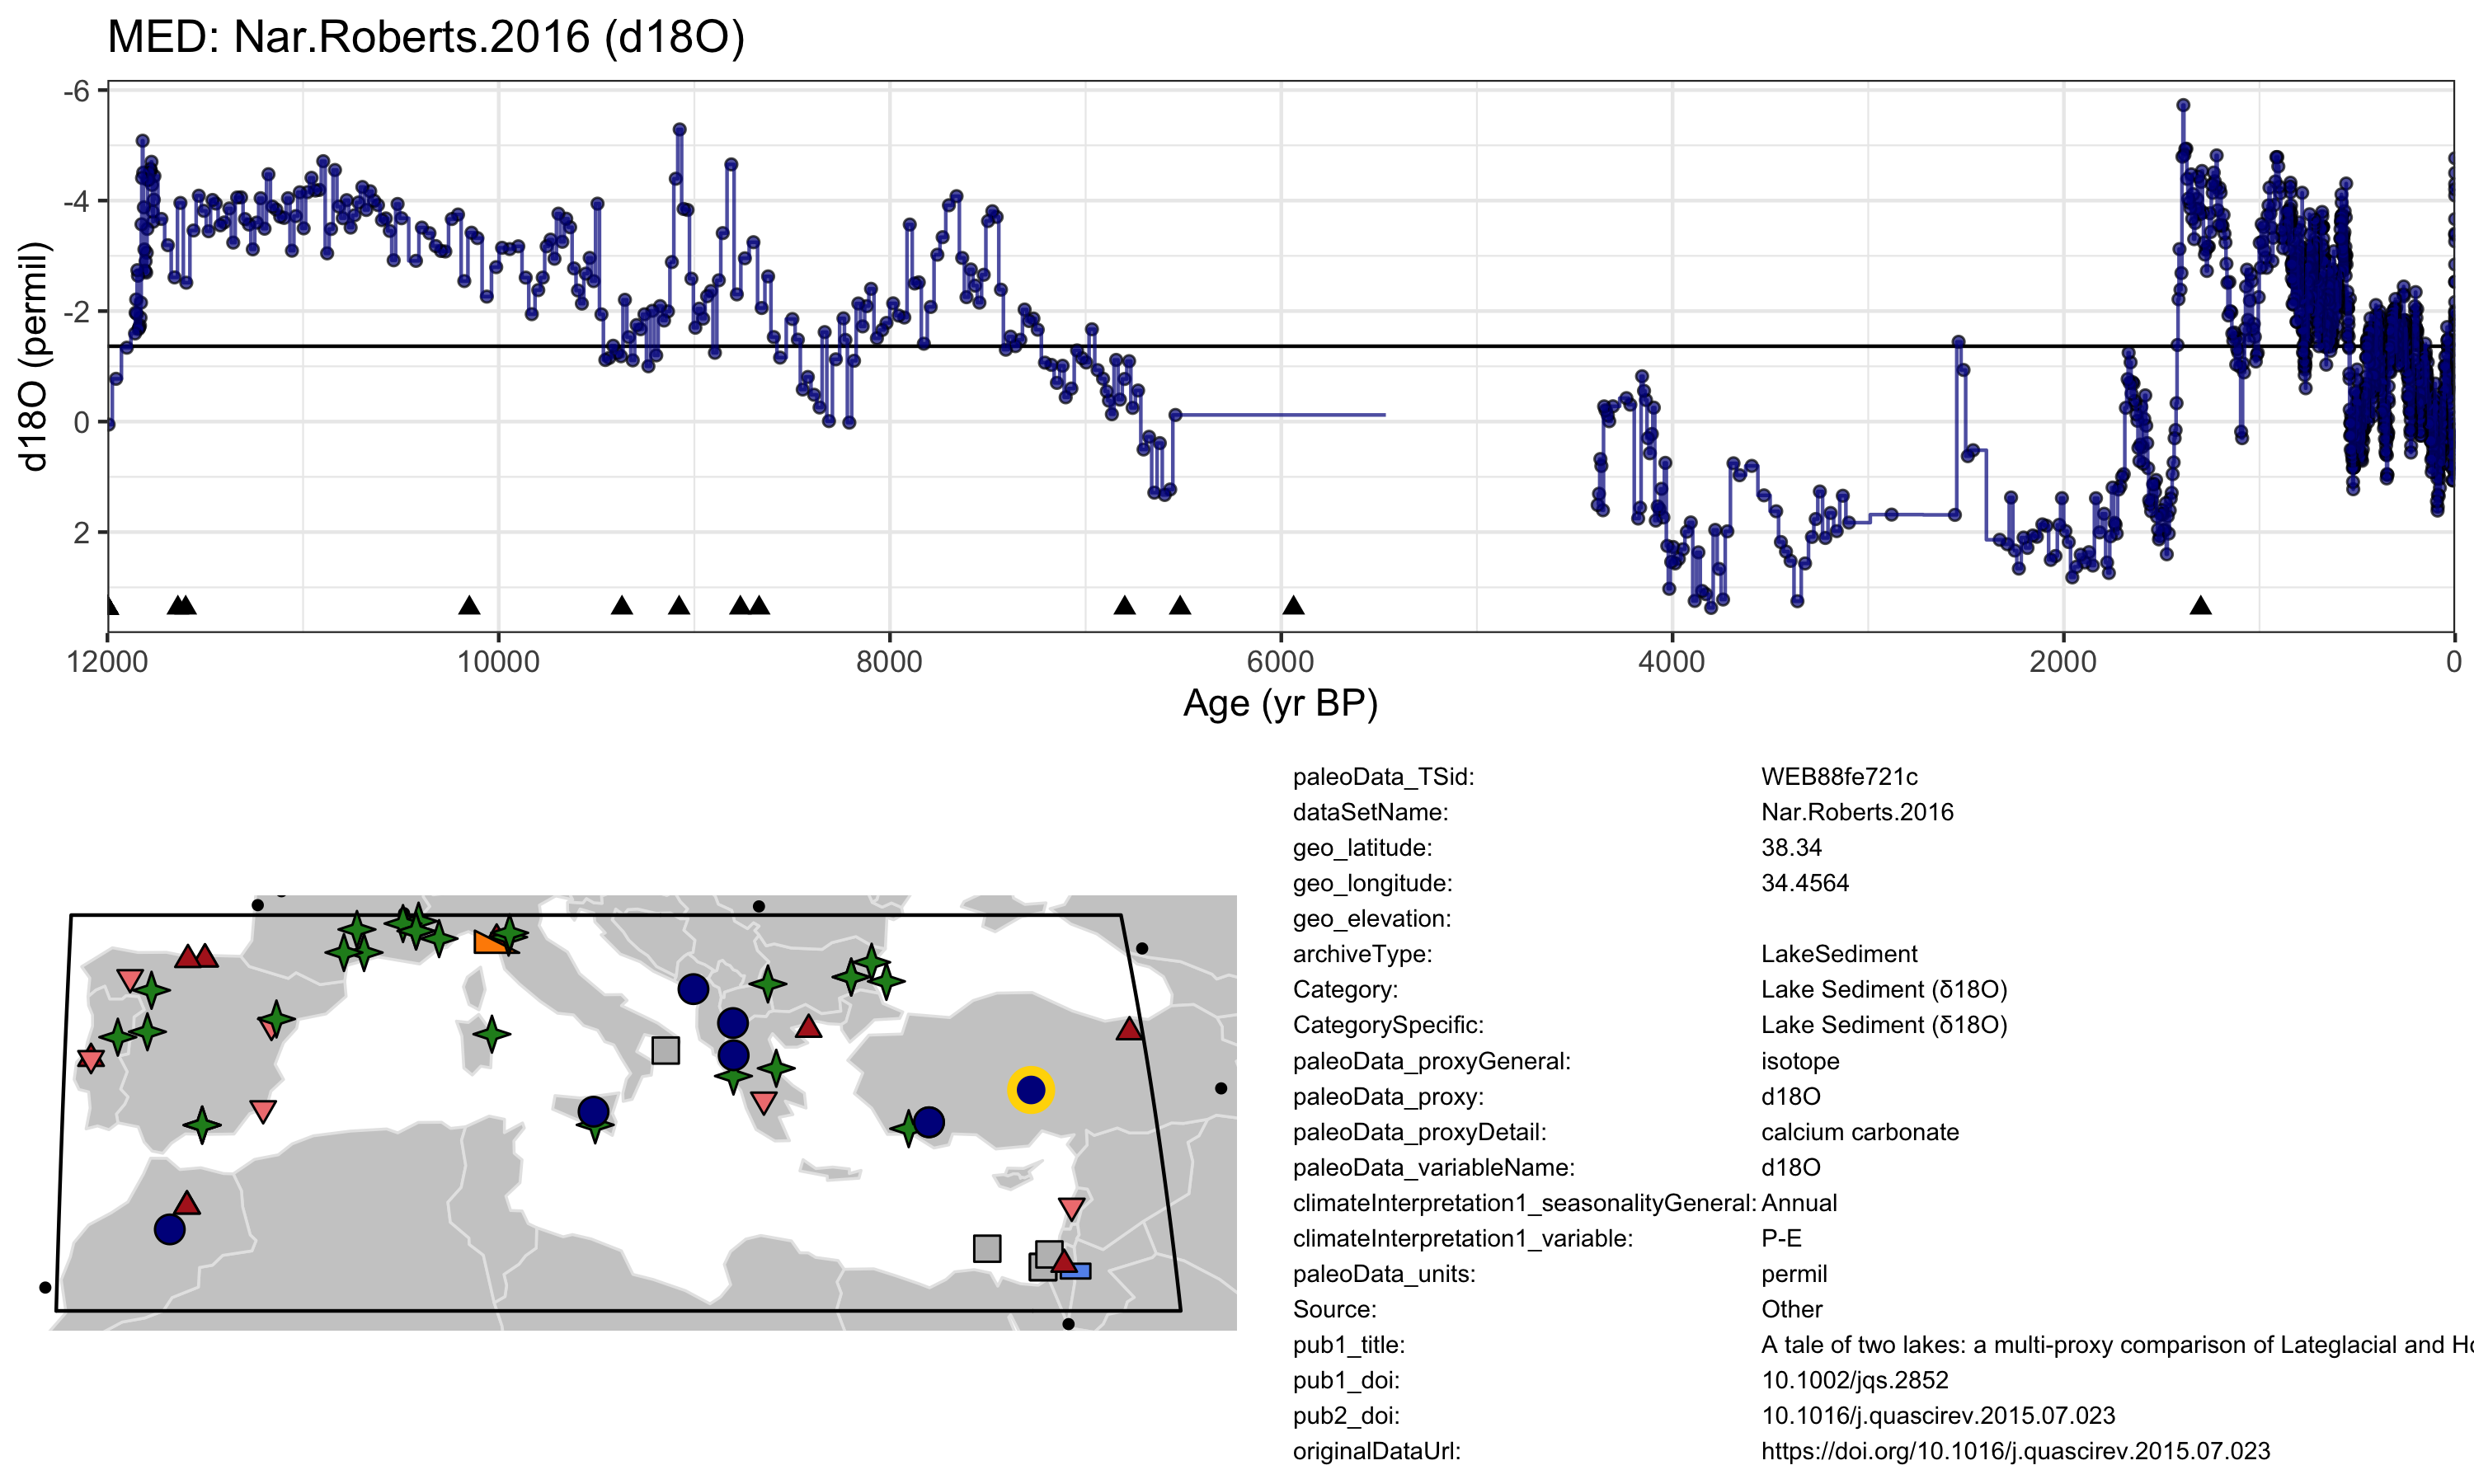 MED: Nar.Roberts.2016 (d18O)
-6
-4
-2
0
2
d18O (permil)
12000 10000 8000 6000 4000 2000 0
Age (yr BP)
paleoData_TSid: WEB88fe721c
dataSetName: Nar.Roberts.2016
geo_latitude: 38.34
geo_longitude: 34.4564
geo_elevation:
archiveType: LakeSediment
Category: Lake Sediment (δ18O)
CategorySpecific: Lake Sediment (δ18O)
paleoData_proxyGeneral: isotope
paleoData_proxy: d18O
paleoData_proxyDetail: calcium carbonate
paleoData_variableName: d18O
climateInterpretation1_seasonalityGeneral: Annual
climateInterpretation1_variable: P-E
paleoData_units: permil
Source: Other
pub1_title: A tale of two lakes: a multi-proxy comparison of Lateglacial and
pub1_doi: 10.1002/jqs.2852
pub2_doi: 10.1016/j.quascirev.2015.07.023
originalDataUrl: https://doi.org/10.1016/j.quascirev.2015.07.023